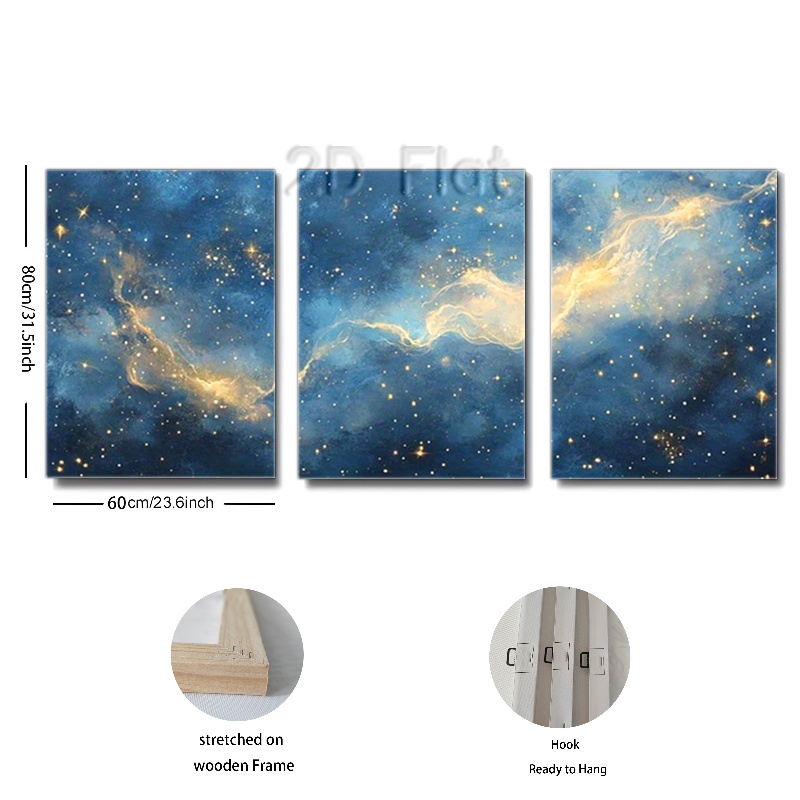 2D Flat
80cm/31.5inch
60cm/23.6inch
stretched on
wooden Frame
Hook
Ready to Hang